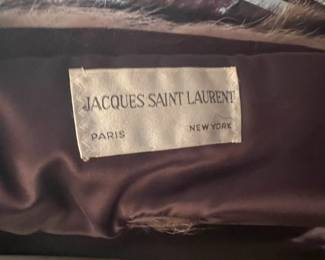 JACQUES SAINT LAURENT
PARIS NEW YORK